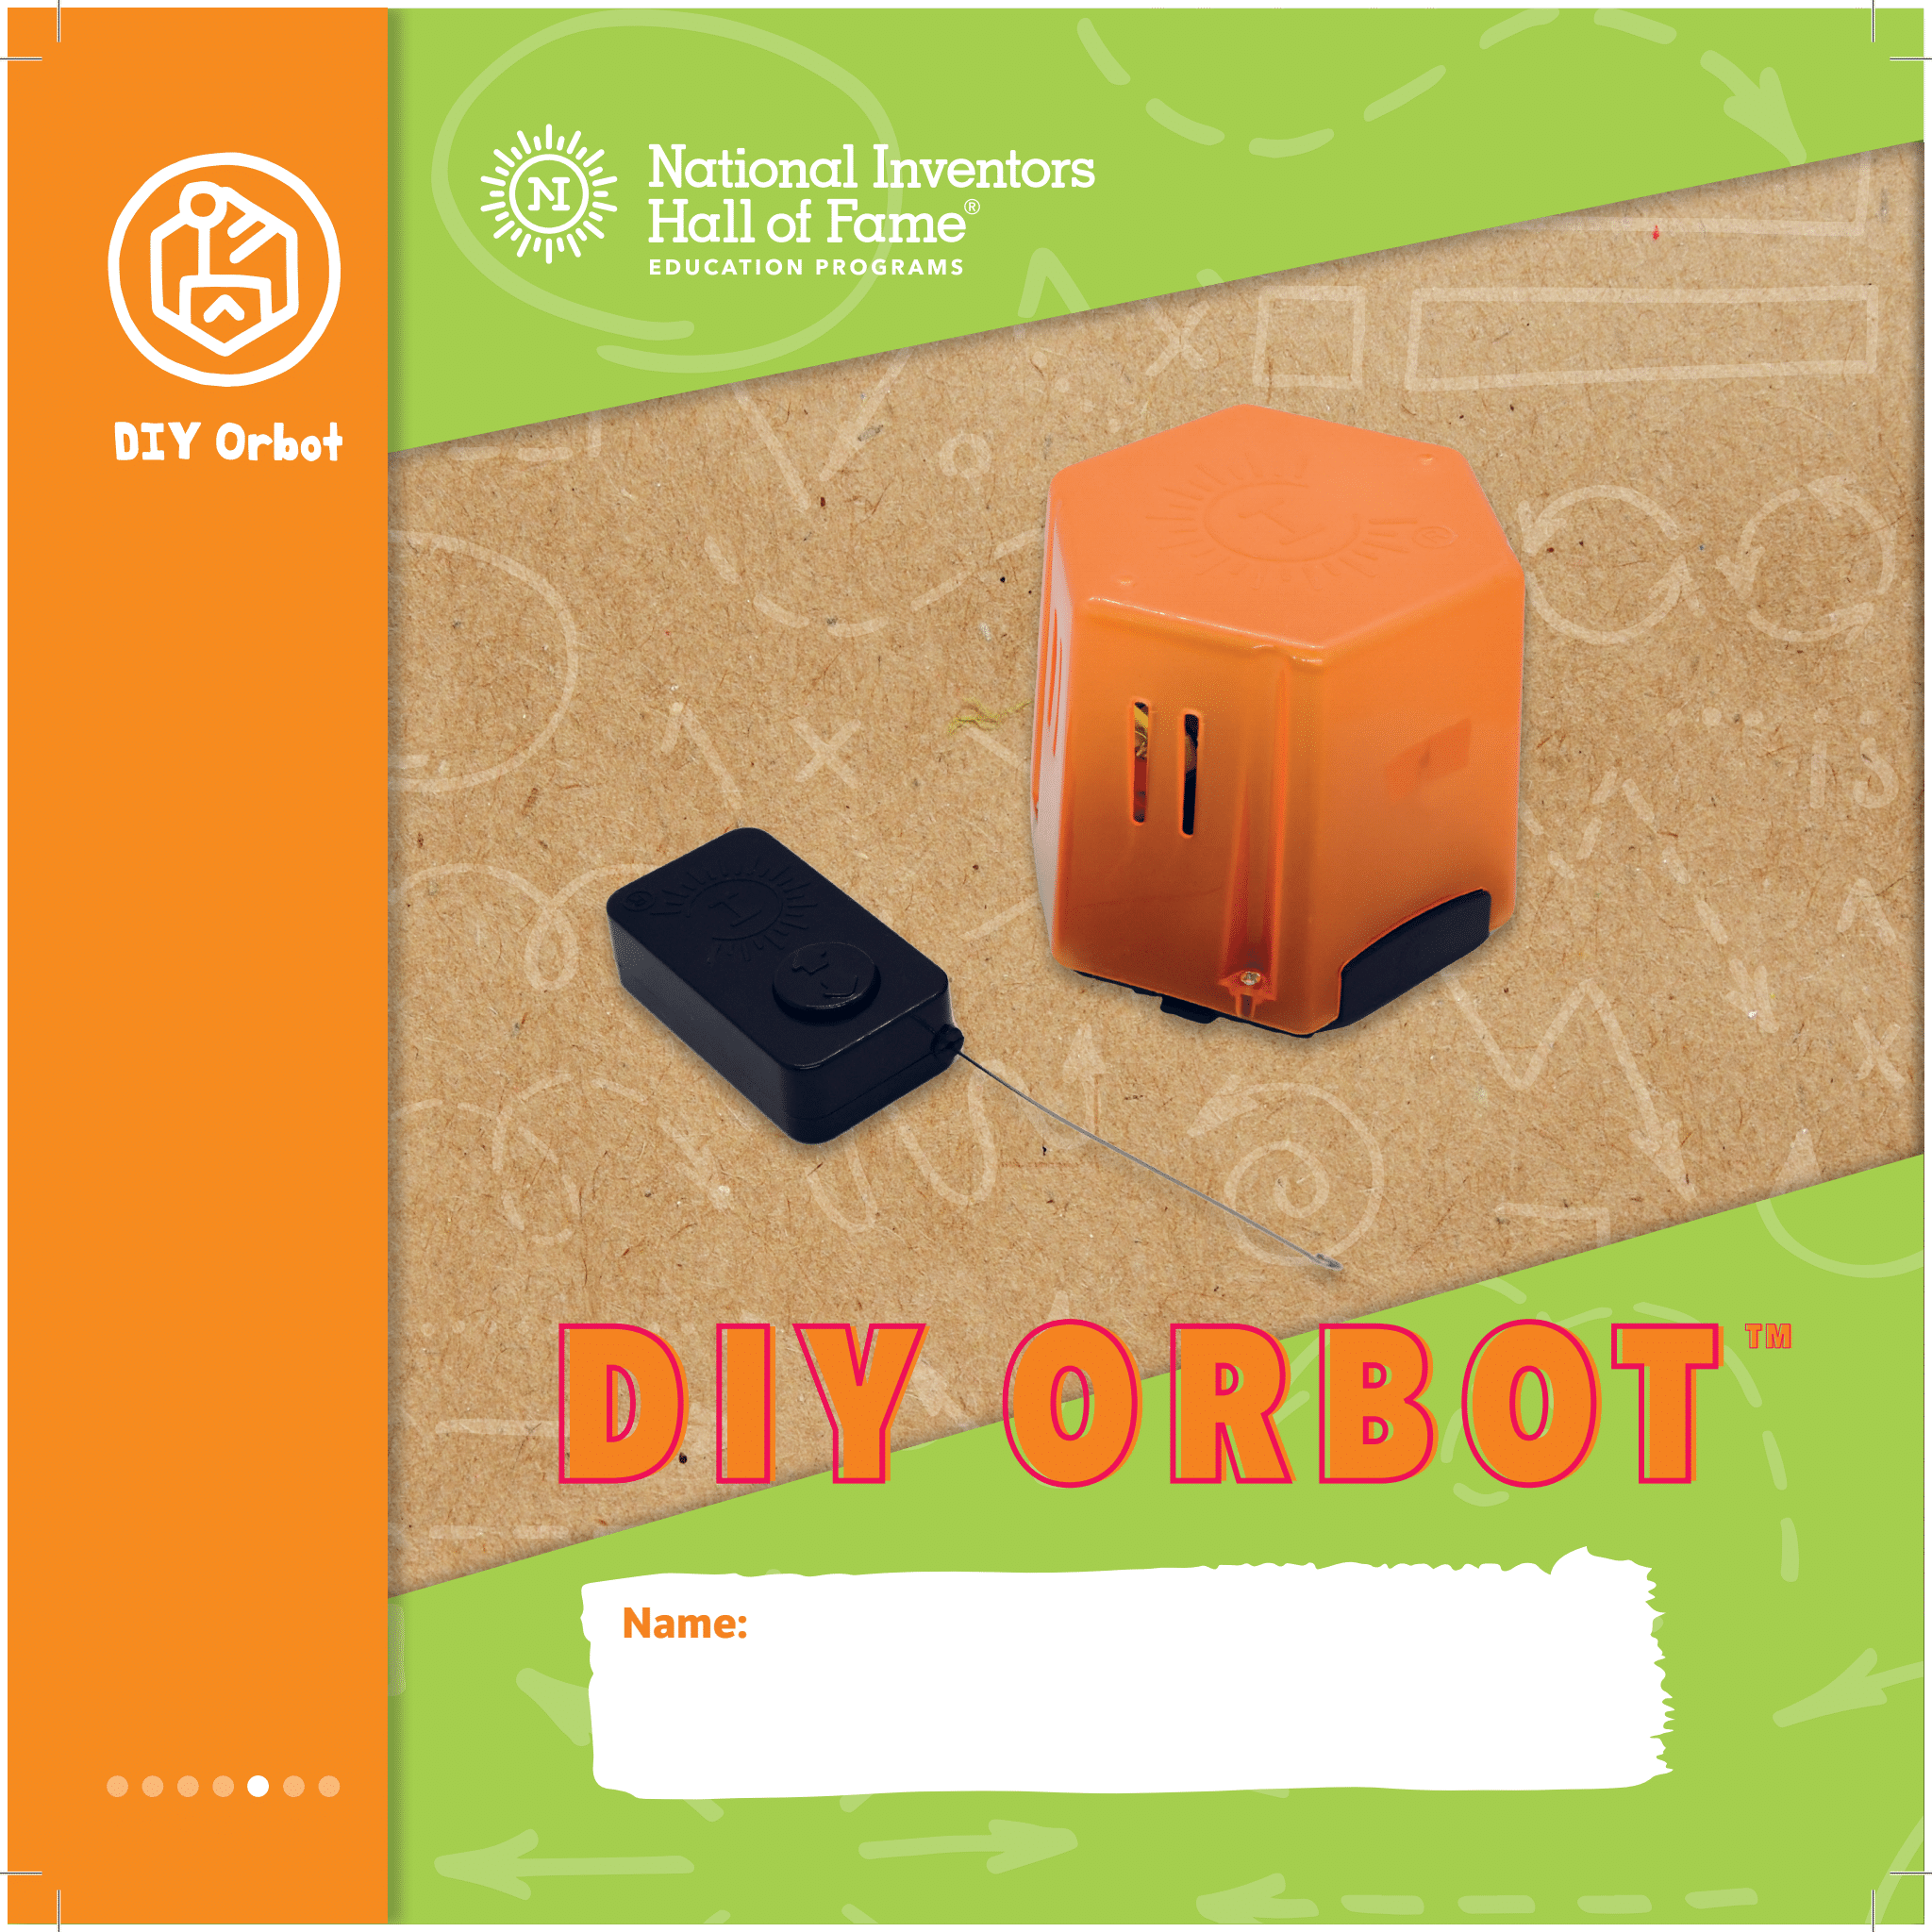 DIY Orbot
N
National Inventors
Hall of Fame®
EDUCATION PROGRAMS
DIY ORBOT™
Name: